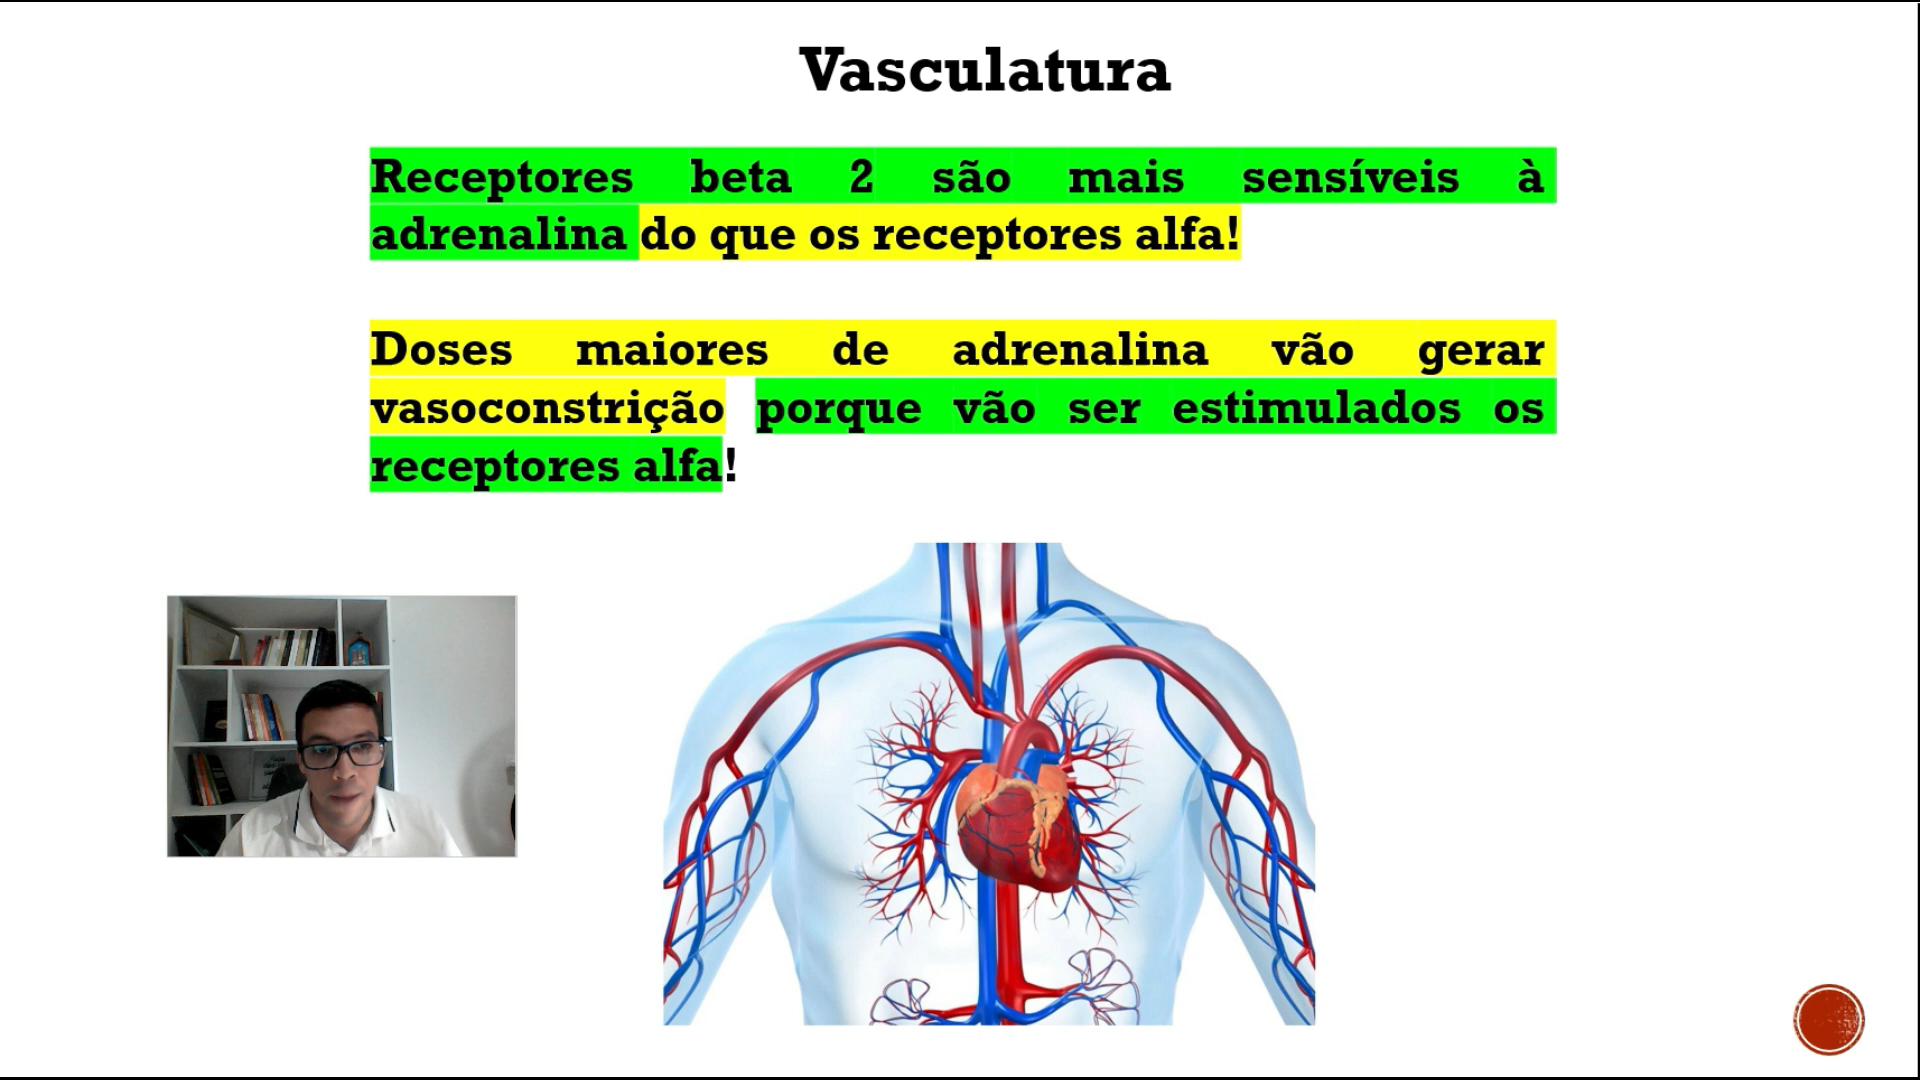 Vasculatura
Receptores beta 2 são mais sensíveis à
adrenalina do que os receptores alfa!
Doses maiores de adrenalina vão gerar
vasoconstrição porque vão ser estimulados os
receptores alfa!